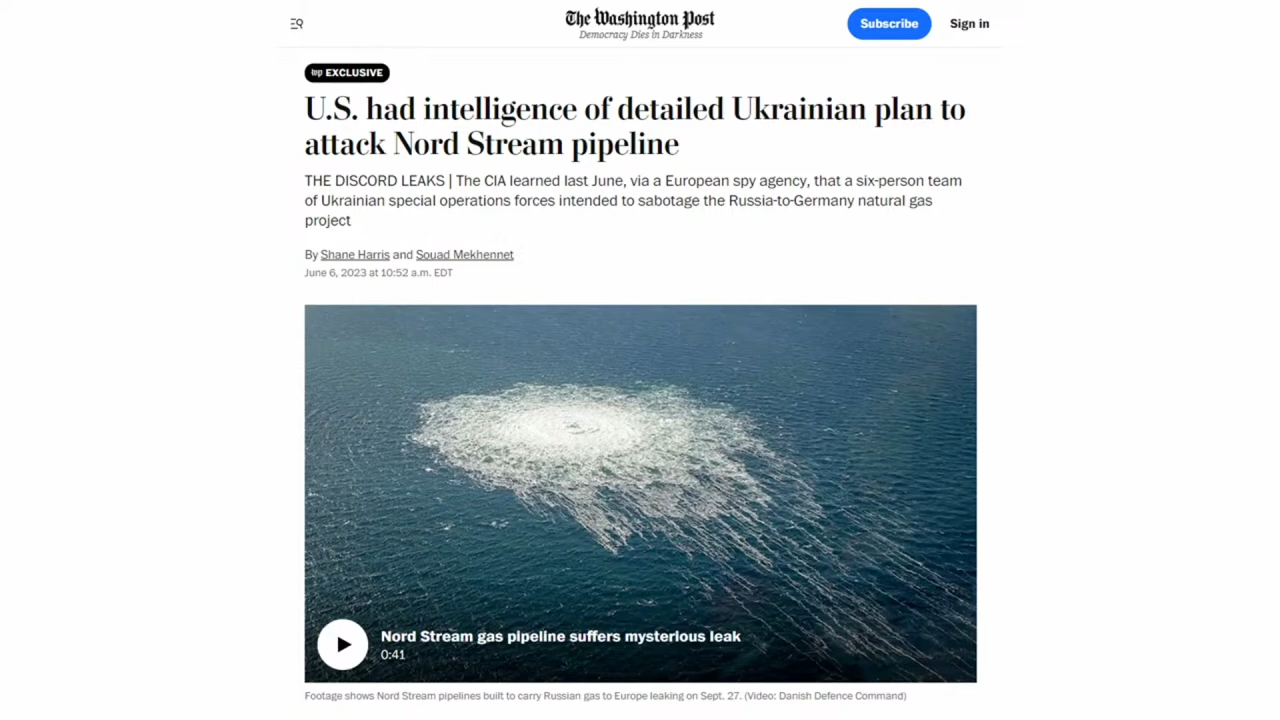 The Washington Post
Democracy Dies in Darkness
Subscribe
Sign in
wp EXCLUSIVE
U.S. had intelligence of detailed Ukrainian plan to
attack Nord Stream pipeline
THE DISCORD LEAKS | The CIA learned last June, via a European spy agency, that a six-person team
of Ukrainian special operations forces intended to sabotage the Russia-to-Germany natural gas
project
By Shane Harris and Souad Mekhennet
June 6, 2023 at 10:52 a.m. EDT
Nord Stream gas pipeline suffers mysterious leak
0:41
Footage shows Nord Stream pipelines built to carry Russian gas to Europe leaking on Sept. 27. (Video: Danish Defence Command)